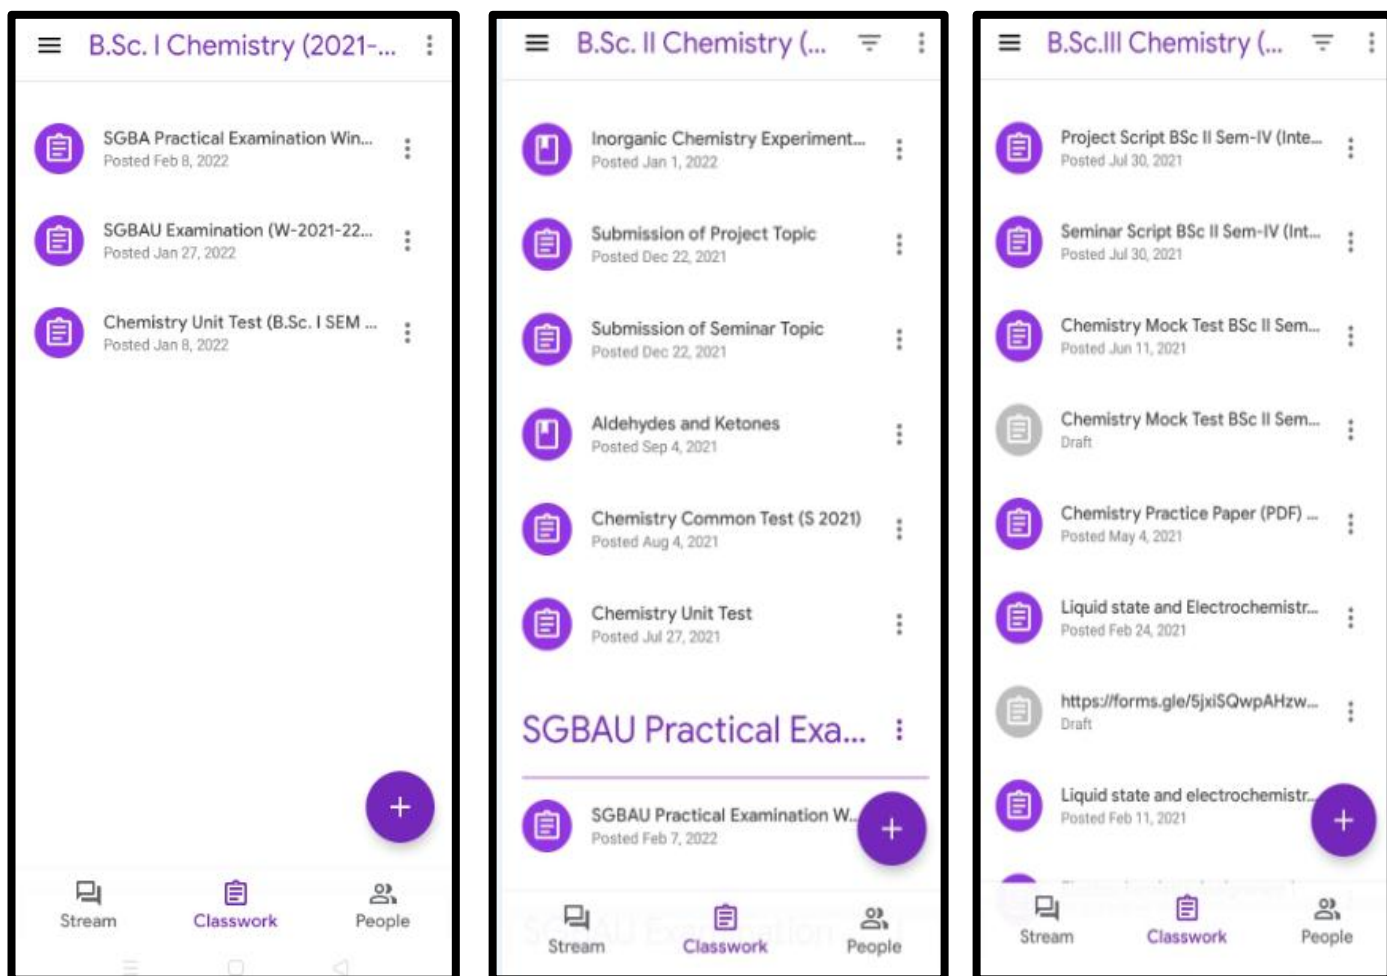 B.Sc. I Chemistry (2021-...
SGBA Practical Examination Win...
Posted Feb 8, 2022
SGBAU Examination (W-2021-22...
Posted Jan 27, 2022
Chemistry Unit Test (B.Sc. I SEM ...
Posted Jan 8, 2022
Stream
Classwork
People
B.Sc. II Chemistry (...
Inorganic Chemistry Experiment...
Posted Jan 1, 2022
Submission of Project Topic
Posted Dec 22, 2021
Submission of Seminar Topic
Posted Dec 22, 2021
Aldehydes and Ketones
Posted Sep 4, 2021
Chemistry Common Test (S 2021)
Posted Aug 4, 2021
Chemistry Unit Test
Posted Jul 27, 2021
SGBAU Practical Exa...
SGBAU Practical Examination W...
Posted Feb 7, 2022
SGBAU Examination
Stream
Classwork
People
B.Sc.III Chemistry (...
Project Script BSc II Sem-IV (Inte...
Posted Jul 30, 2021
Seminar Script BSc II Sem-IV (Int...
Posted Jul 30, 2021
Chemistry Mock Test BSc II Sem...
Posted Jun 11, 2021
Chemistry Mock Test BSc II Sem...
Draft
Chemistry Practice Paper (PDF) ...
Posted May 4, 2021
Liquid state and Electrochemistr...
Posted Feb 24, 2021
https://forms.gle/5jxiSQwpAHzw...
Draft
Liquid state and electrochemistr...
Posted Feb 11, 2021
Stream
Classwork
People